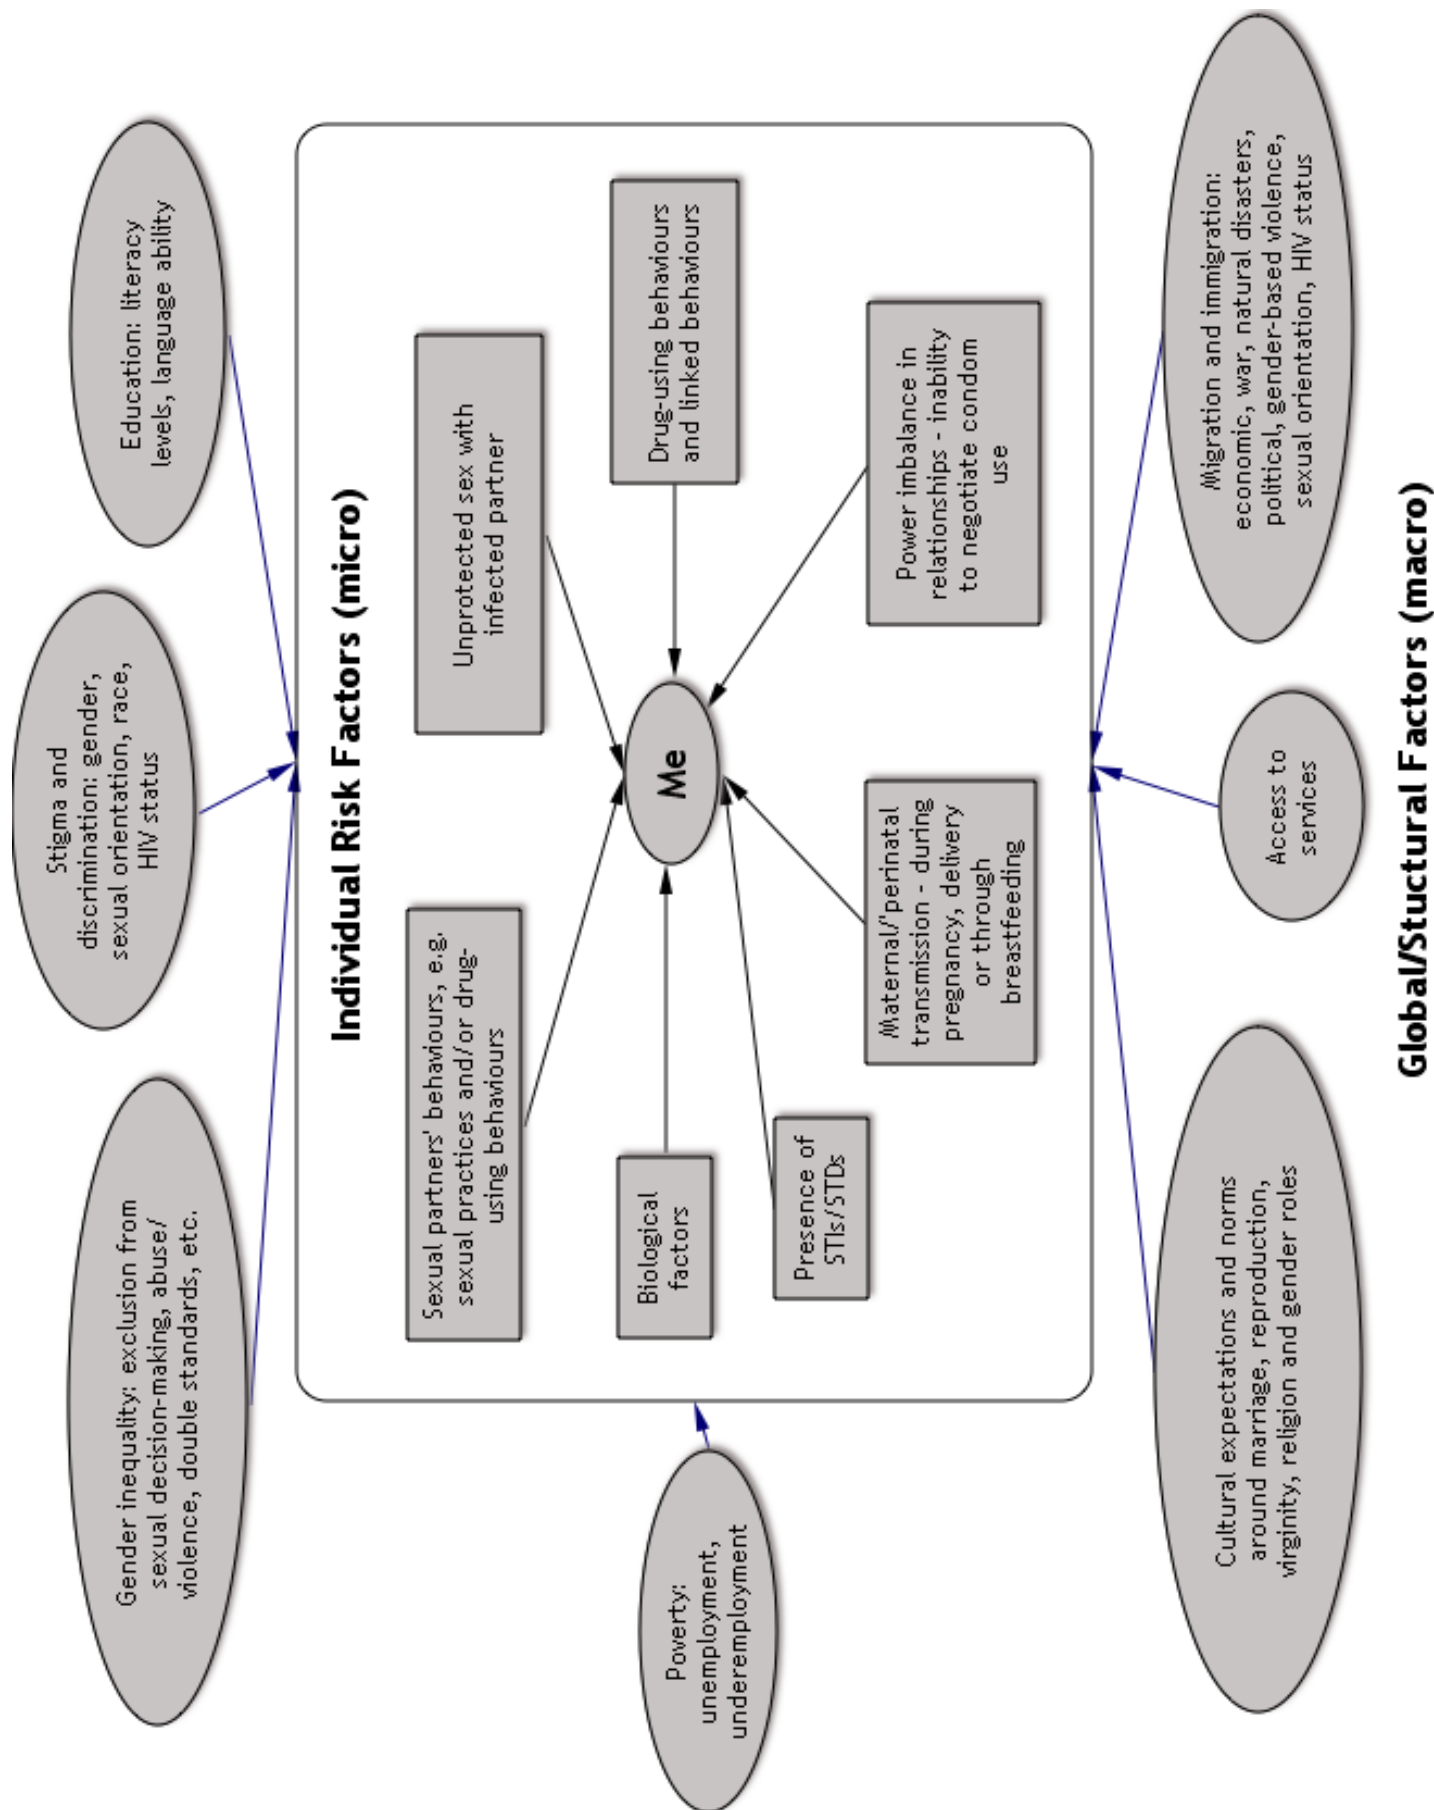 Gender inequality: exclusion from
sexual decision-making, abuse/
violence, double standards, etc.
Stigma and
discrimination: gender,
sexual orientation, race,
HIV status
Education: literacy
levels, language ability
Individual Risk Factors (micro)
Sexual partners' behaviours, e.g.
sexual practices and/or drug-
using behaviours
Unprotected sex with
infected partner
Poverty:
unemployment,
underemployment
Biological
factors
Me
Drug-using behaviours
and linked behaviours
Presence of
STIs/STDs
Maternal/'perinatal
transmission - during
pregnancy, delivery
or through
breastfeeding
Power imbalance in
relationships - inability
to negotiate condom
use
Cultural expectations and norms
around marriage, reproduction,
virginity, religion and gender roles
Access to
services
Migration and immigration:
economic, war, natural disasters,
political, gender-based violence,
sexual orientation, HIV status
Global/Stuctural Factors (macro)